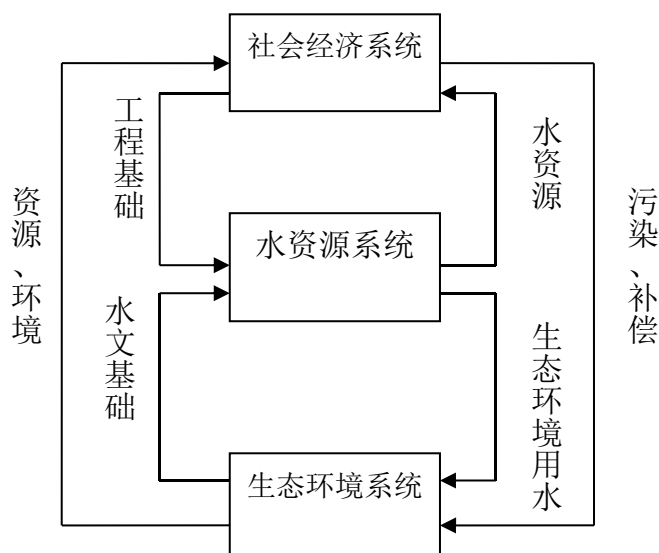 社会经济系统
工程基础
水资源
资源、环境
污染、补偿
水资源系统
水文基础
生态环境用水
生态环境系统